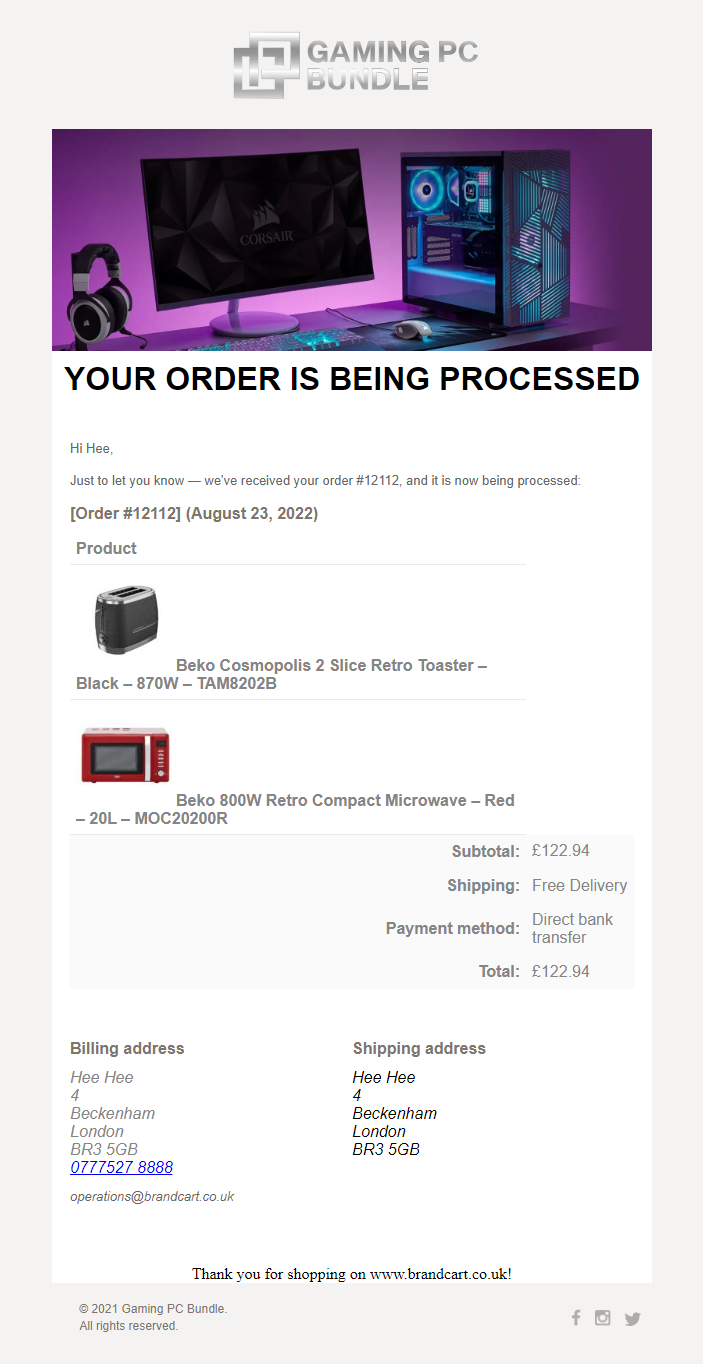 GAMING PC
BUNDLE
CORSAIR
YOUR ORDER IS BEING PROCESSED
Hi Hee,
Just to let you know — we've received your order #12112, and it is now being processed:
[Order #12112] (August 23, 2022)
Product
Beko Cosmopolis 2 Slice Retro Toaster –
Black – 870W – TAM8202B
Beko 800W Retro Compact Microwave – Red
– 20L – MOC20200R
Subtotal: £122.94
Shipping: Free Delivery
Payment method: Direct bank
transfer
Total: £122.94
Billing address
Hee Hee
4
Beckenham
London
BR3 5GB
0777527 8888
operations@brandcart.co.uk
Shipping address
Hee Hee
4
Beckenham
London
BR3 5GB
Thank you for shopping on www.brandcart.co.uk!
© 2021 Gaming PC Bundle.
All rights reserved.